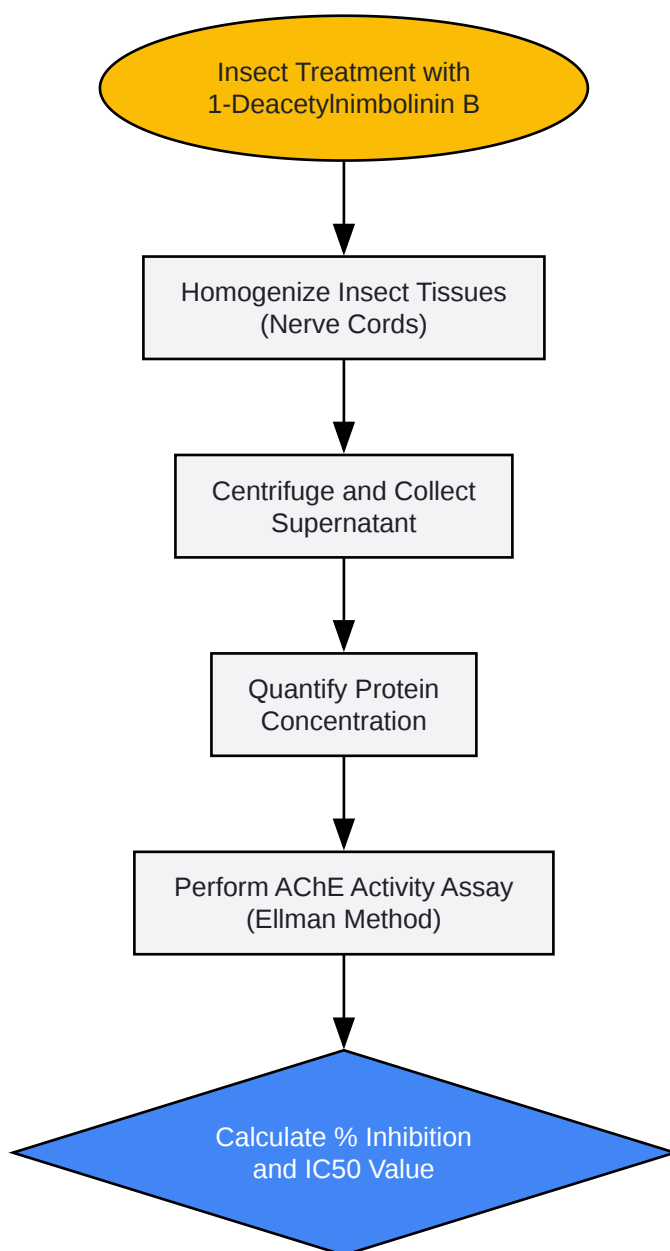 Insect Treatment with
1-Deacetylnimbolinin B
Homogenize Insect Tissues
(Nerve Cords)
Centrifuge and Collect
Supernatant
Quantify Protein
Concentration
Perform AChE Activity Assay
(Ellman Method)
Calculate % Inhibition
and IC50 Value